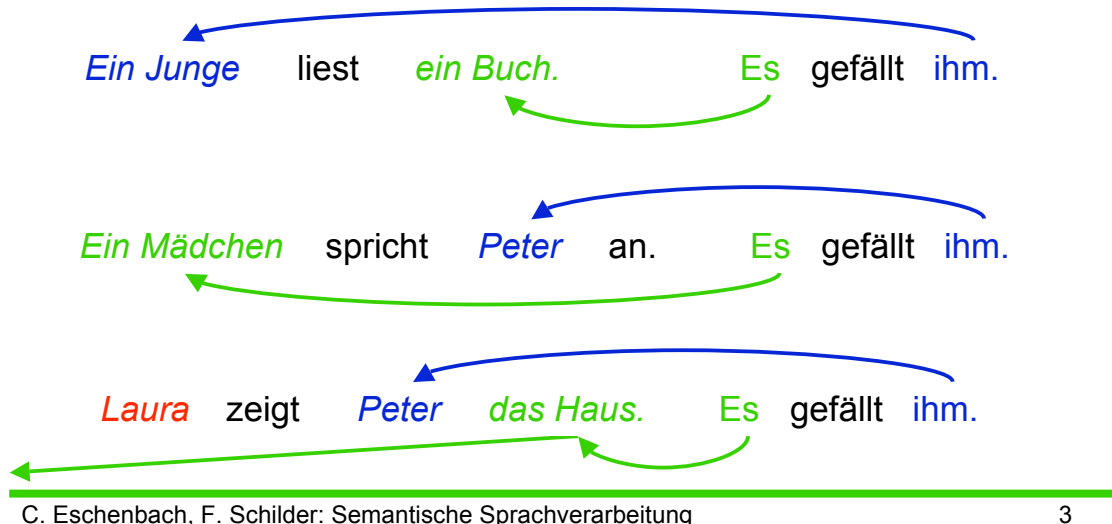 Ein Junge liest ein Buch. Es gefällt ihm.
Ein Mädchen spricht Peter an. Es gefällt ihm.
Laura zeigt Peter das Haus. Es gefällt ihm.
C. Eschenbach, F. Schilder: Semantische Sprachverarbeitung 3